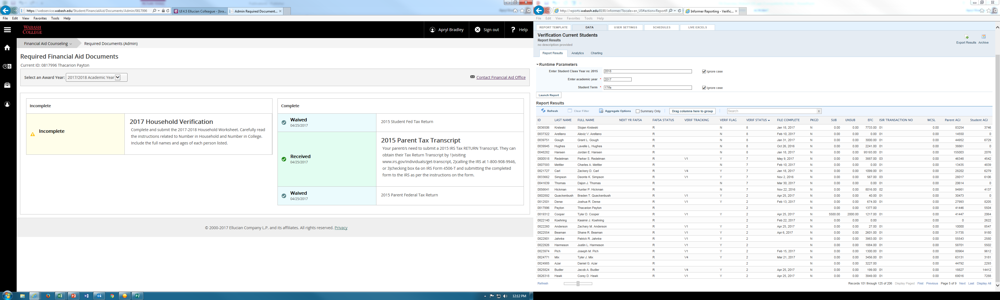 https://webservice.wabash.edu/Student/FinancialAid/Documents/Admin/0817996
UI 4.5 Ellucian Colleague - [bra...
Admin Required Document...
File Edit View Favorites Tools Help
WABASH COLLEGE
Apryl Bradley Sign out ? Help
Financial Aid Counseling Required Documents (Admin)
Required Financial Aid Documents
Current ID: 0817996 Thacarion Payton
Select an Award Year: 2017/2018 Academic Year
Contact Financial Aid Office
Incomplete
Incomplete
2017 Household Verification
Complete and submit the 2017-2018 Household Worksheet. Carefully read
the instructions related to Number in Household and Number in College.
Include the full names and ages of each person listed.
Complete
Waived
04/25/2017
2015 Student Fed Tax Return
Received
04/25/2017
2015 Parent Tax Transcript
Your parent/s need to submit a 2015 IRS Tax RETURN Transcript. They can
obtain their Tax Return Transcript by 1)visiting
www.irs.gov/individuals/get-transcript, 2)calling the IRS at 1-800-908-9946,
or 3)checking box 6a on IRS Form 4506-T and submitting the completed
form to the IRS as per the instructions on the form.
Waived
04/25/2017
2015 Parent Federal Tax Return
© 2000-2017 Ellucian Company L.P. and its affiliates. All rights reserved. Privacy
12:12 PM
http://reports.wabash.edu:8190/informer/?locale=en_US#action=ReportR
Informer Reporting - Verific...
File Edit View Favorites Tools Help
REPORT TEMPLATE DATA USER SETTINGS SCHEDULES LIVE EXCELS
Verification Current Students
Report Results
no description provided
Export Results Archive
Report Results Analytics Charting
Runtime Parameters
Enter Student Class Year re: 2015 2018 Ignore case
Enter academic year * 2017
Student Term * 17/fa Ignore case
Launch Report
Report Results
Refresh Clear Filter Aggregate Options Summary Only Drag columns here to group Search x
ID LAST NAME FULL NAME NEXT YR FAFSA FAFSA STATUS VERIF TRACKING VERIF FLAG VERIF STATUS FILE COMPLETE PKGD SUB UNSUB EFC ISIR TRANSACTION NO WCSL Parent AGI Student AGI
0836506 Krsteski Stojan Krsteski R N 8 Jan 18, 2017 N 0.00 0.00 7733.00 01 0.00 83254 3746
0837322 Arellano Alexiz V. Arellano R N 8 Feb 10, 2017 N 0.00 0.00 0.00 01 0.00 14550 0
0839751 Gough Grant L. Gough R N 8 Jan 31, 2017 N 0.00 0.00 3000.00 01 0.00 44952 6729
0839945 Hughes Lavelle L. Hughes R N 8 Oct 26, 2016 N 0.00 0.00 2241.00 01 0.00 38861 0
0848282 Hansen Jordan E. Hansen R N 8 Jan 18, 2017 N 0.00 0.00 95193.00 01 0.00 155003 2076
0800518 Redelman Parker S. Redelman R V1 Y 7 May 9, 2017 N 0.00 0.00 3887.00 03 0.00 46348 4542
0807593 Mettler Charles A. Mettler R N 7 Feb 10, 2017 N 0.00 0.00 0.00 01 0.00 13435 4839
0821727 Carl Zackery D. Carl R V4 Y 7 Jan 18, 2017 N 0.00 0.00 1099.00 01 0.00 28202 6279
0833662 Simpson Deonte K. Simpson R V1 Y 7 Nov 2, 2016 N 0.00 0.00 567.00 03 0.00 28017 6106
0841639 Thomas Dajon J. Thomas R N 7 Mar 30, 2017 N 0.00 0.00 0.00 01 0.00 20614 0
0856641 Hickman Hunter P. Hickman R N 7 Nov 22, 2016 N 0.00 0.00 8016.00 02 0.00 94981 4137
0802892 Quackenbush Braden T. Quackenbush R V1 Y 2 Apr 25, 2017 N 0.00 0.00 40.00 01 0.00 30473 0
0812501 Derse Joshua R. Derse R V1 Y 2 Feb 13, 2017 N 0.00 0.00 674.00 01 0.00 27993 8205
0817996 Payton Thacarion Payton R 2 N 0.00 0.00 1377.00 0.00 41446 5504
0819312 Cooper Tyler D. Cooper R V1 Y 2 Apr 25, 2017 N 5500.00 2000.00 1217.00 01 0.00 41447 2064
0822140 Koehring Kasimir J. Koehring R 2 Feb 22, 2017 N 0.00 0.00 0.00 0.00 0 2622
0822260 Anderson Zachary M. Anderson R V1 Y 2 Apr 25, 2017 N 0.00 0.00 27.00 01 0.00 10000 8547
0822554 Beaman Shane R. Beaman R V1 Y 2 Apr 6, 2017 N 0.00 0.00 2601.00 01 0.00 31735 9180
0822901 Jahnke Patrick R. Jahnke R V1 Y 2 N 0.00 0.00 3983.00 01 0.00 55543 2580
0822926 Harmeson Justin L. Harmeson R V1 Y 2 N 0.00 0.00 1884.00 01 0.00 58701 5502
0823974 Pich Joseph M. Pich R V1 Y 2 Feb 15, 2017 N 0.00 0.00 1300.00 01 0.00 80964 9612
0824771 Mix Tyler J. Mix R V4 Y 2 Mar 21, 2017 N 0.00 0.00 3456.00 01 0.00 63131 3181
0824985 Azar Daniel G. Azar R 2 N 0.00 0.00 3227.00 0.00 44792 2293
0825824 Budler Jacob A. Budler R V4 Y 2 Apr 25, 2017 N 0.00 0.00 199.00 01 0.00 18827 14412
0826318 Hawk Corey D. Hawk R V1 Y 2 Apr 25, 2017 N 0.00 0.00 3949.00 01 0.00 69016 7288
Refresh Records 101 through 125 of 206 Display Paged First Previous Page 5 of 9 Next Last Display All